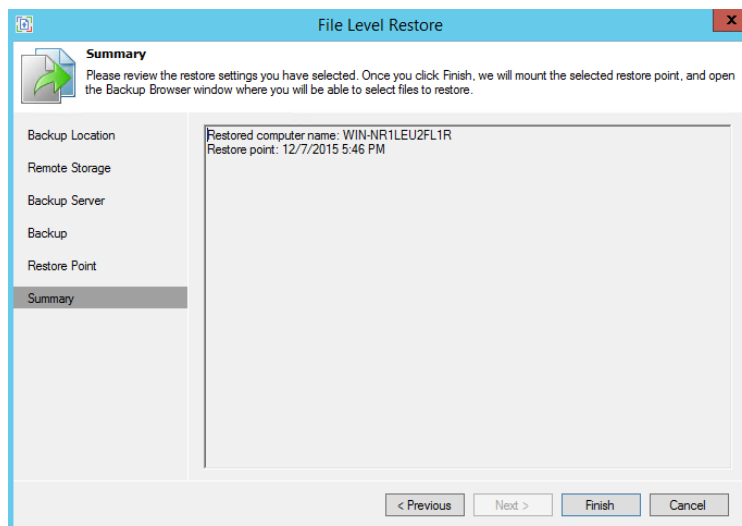 File Level Restore
x
Summary
Please review the restore settings you have selected. Once you click Finish, we will mount the selected restore point, and open
the Backup Browser window where you will be able to select files to restore.
Backup Location
Remote Storage
Backup Server
Backup
Restore Point
Summary
Restored computer name: WIN-NR1LEU2FL1R
Restore point: 12/7/2015 5:46 PM
< Previous
Next >
Finish
Cancel